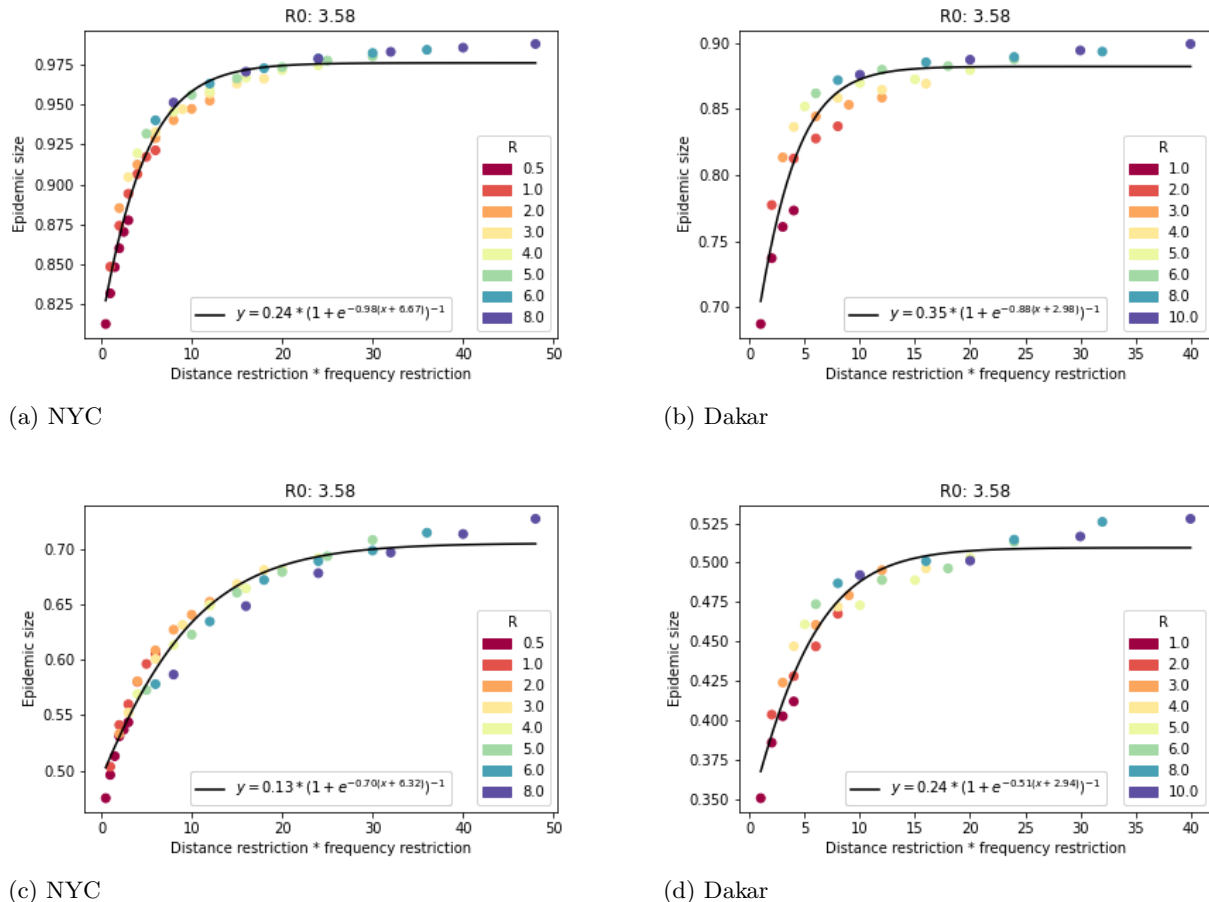 R0: 3.58
Epidemic size
0.975
0.950
0.925
0.900
0.875
0.850
0.825
R
0.5
1.0
2.0
3.0
4.0
5.0
6.0
8.0
y = 0.24 * (1 + e^{-0.98(x + 6.67)})^{-1}
0 10 20 30 40 50
Distance restriction * frequency restriction
(a) NYC
R0: 3.58
Epidemic size
0.90
0.85
0.80
0.75
0.70
R
1.0
2.0
3.0
4.0
5.0
6.0
8.0
10.0
y = 0.35 * (1 + e^{-0.88(x + 2.98)})^{-1}
0 5 10 15 20 25 30 35 40
Distance restriction * frequency restriction
(b) Dakar
R0: 3.58
Epidemic size
0.70
0.65
0.60
0.55
0.50
R
0.5
1.0
2.0
3.0
4.0
5.0
6.0
8.0
y = 0.13 * (1 + e^{-0.70(x + 6.32)})^{-1}
0 10 20 30 40 50
Distance restriction * frequency restriction
(c) NYC
R0: 3.58
Epidemic size
0.525
0.500
0.475
0.450
0.425
0.400
0.375
0.350
R
1.0
2.0
3.0
4.0
5.0
6.0
8.0
10.0
y = 0.24 * (1 + e^{-0.51(x + 2.94)})^{-1}
0 5 10 15 20 25 30 35 40
Distance restriction * frequency restriction
(d) Dakar